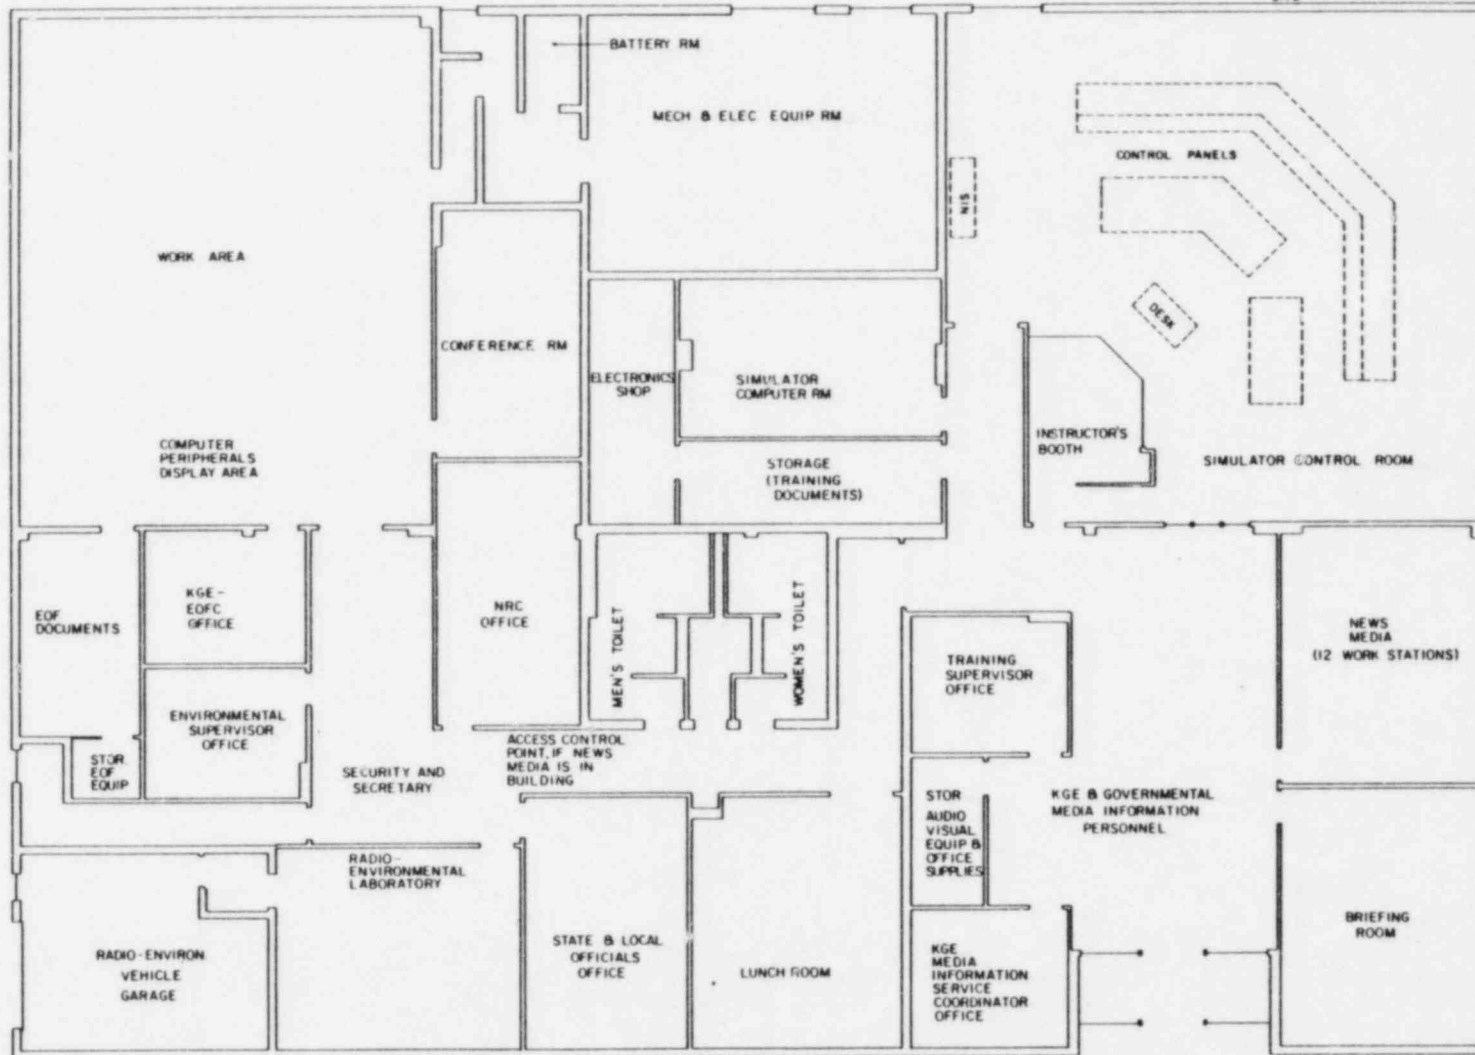 BATTERY RM
MECH & ELEC EQUIP RM
CONTROL PANELS
NIS
WORK AREA
DESK
CONFERENCE RM
ELECTRONICS
SHOP
SIMULATOR
COMPUTER RM
INSTRUCTOR'S
BOOTH
SIMULATOR CONTROL ROOM
COMPUTER
PERIPHERALS
DISPLAY AREA
STORAGE
(TRAINING
DOCUMENTS)
EOF
DOCUMENTS
KGE-
EOFC
OFFICE
NRC
OFFICE
MEN'S TOILET
WOMEN'S TOILET
TRAINING
SUPERVISOR
OFFICE
NEWS
MEDIA
(12 WORK STATIONS)
ENVIRONMENTAL
SUPERVISOR
OFFICE
STOR.
EOF
EQUIP
SECURITY AND
SECRETARY
ACCESS CONTROL
POINT, IF NEWS
MEDIA IS IN
BUILDING
STOR
AUDIO
VISUAL
EQUIP &
OFFICE
SUPPLIES
KGE & GOVERNMENTAL
MEDIA INFORMATION
PERSONNEL
RADIO-
ENVIRONMENTAL
LABORATORY
RADIO-ENVIRON.
VEHICLE
GARAGE
STATE & LOCAL
OFFICIALS
OFFICE
LUNCH ROOM
KGE
MEDIA
INFORMATION
SERVICE
COORDINATOR
OFFICE
BRIEFING
ROOM